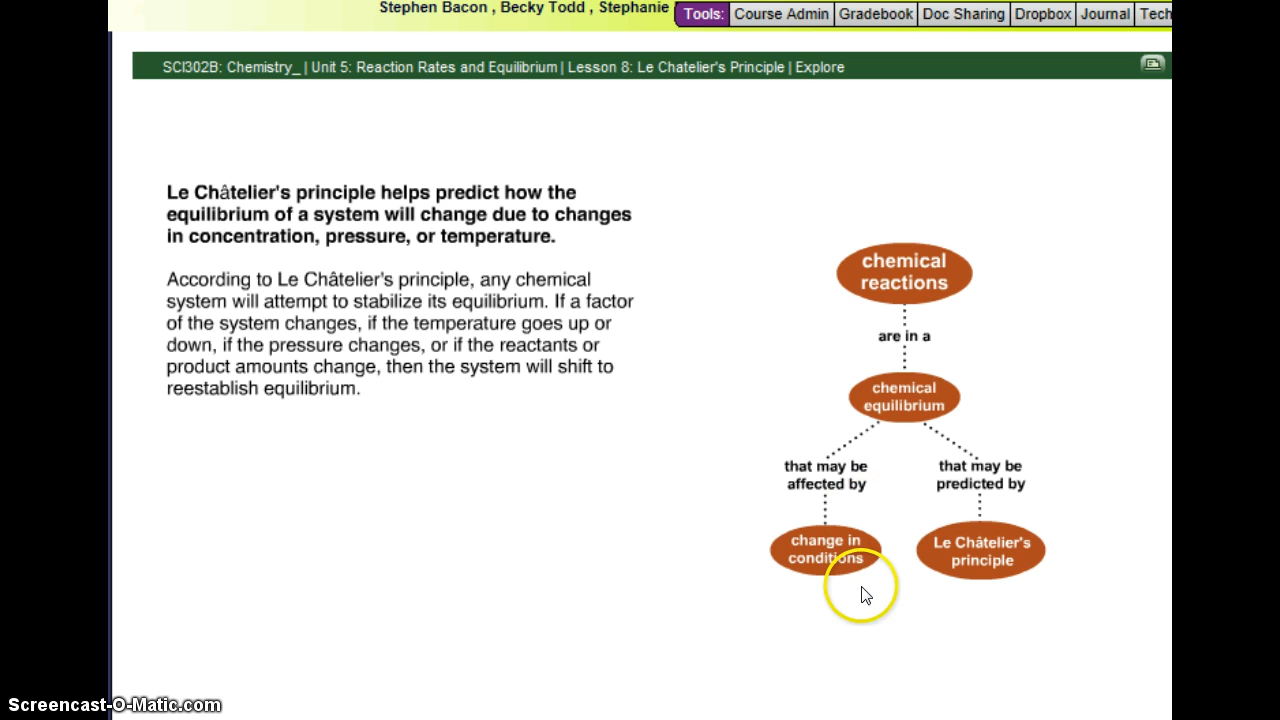 Stephen Bacon , Becky Todd , Stephanie
Tools: Course Admin Gradebook Doc Sharing Dropbox Journal Tech
SCI302B: Chemistry_ | Unit 5: Reaction Rates and Equilibrium | Lesson 8: Le Chatelier's Principle | Explore
Le Châtelier's principle helps predict how the
equilibrium of a system will change due to changes
in concentration, pressure, or temperature.
According to Le Châtelier's principle, any chemical
system will attempt to stabilize its equilibrium. If a factor
of the system changes, if the temperature goes up or
down, if the pressure changes, or if the reactants or
product amounts change, then the system will shift to
reestablish equilibrium.
chemical
reactions
are in a
chemical
equilibrium
that may be
affected by
change in
conditions
that may be
predicted by
Le Châtelier's
principle
Screencast-O-Matic.com